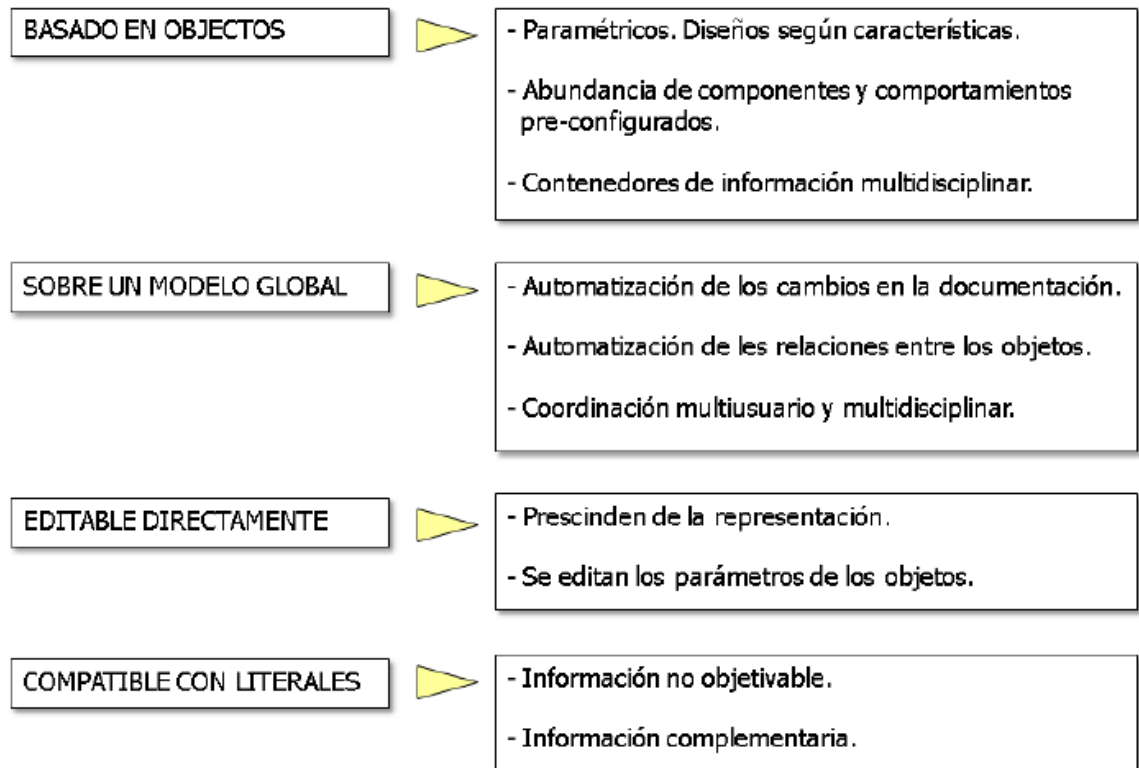 BASADO EN OBJECTOS
- Paramétricos. Diseños según características.
- Abundancia de componentes y comportamientos
pre-configurados.
- Contenedores de información multidisciplinar.
SOBRE UN MODELO GLOBAL
- Automatización de los cambios en la documentación.
- Automatización de les relaciones entre los objetos.
- Coordinación multiusuario y multidisciplinar.
EDITABLE DIRECTAMENTE
- Prescinden de la representación.
- Se editan los parámetros de los objetos.
COMPATIBLE CON LITERALES
- Información no objetivable.
- Información complementaria.